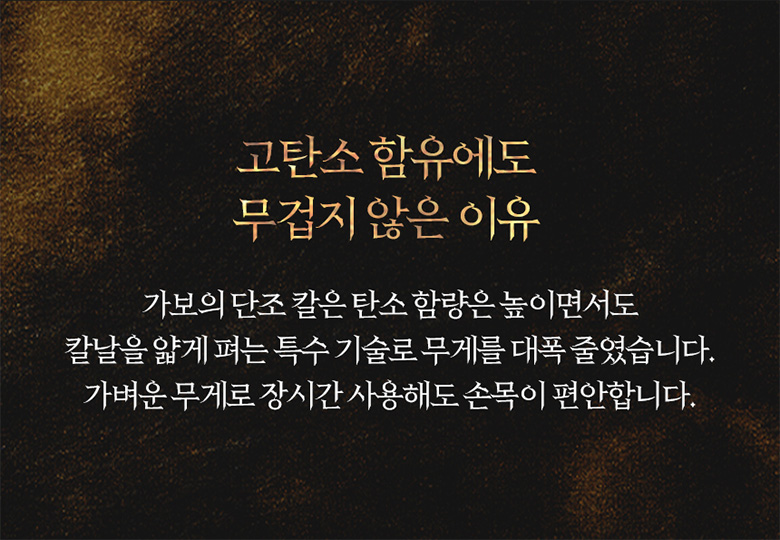 고탄소 함유에도
무겁지 않은 이유
가보의 단조 칼은 탄소 함량은 높이면서도
칼날을 얇게 펴는 특수 기술로 무게를 대폭 줄였습니다.
가벼운 무게로 장시간 사용해도 손목이 편안합니다.